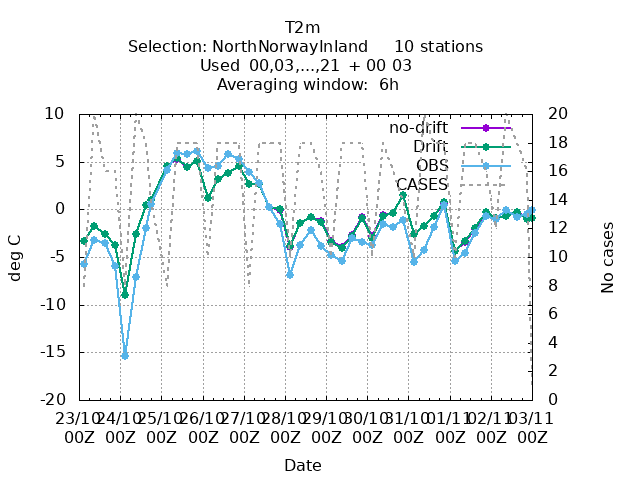 T2m
Selection: NorthNorwayInland 10 stations
Used 00,03,...,21 + 00 03
Averaging window: 6h
no-drift
Drift
OBS
CASES
10
5
0
-5
-10
-15
-20
deg C
20
18
16
14
12
10
8
6
4
2
0
No cases
23/10 24/10 25/10 26/10 27/10 28/10 29/10 30/10 31/10 01/11 02/11 03/11
00Z 00Z 00Z 00Z 00Z 00Z 00Z 00Z 00Z 00Z 00Z 00Z
Date